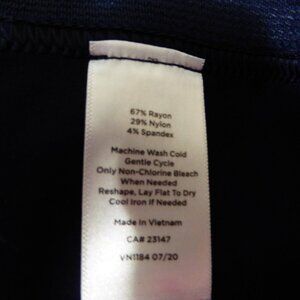 67% Rayon
29% Nylon
4% Spandex
Machine Wash Cold
Gentle Cycle
Only Non-Chlorine Bleach
When Needed
Reshape, Lay Flat To Dry
Cool Iron If Needed
Made In Vietnam
CA# 23147
VN1184 07/20